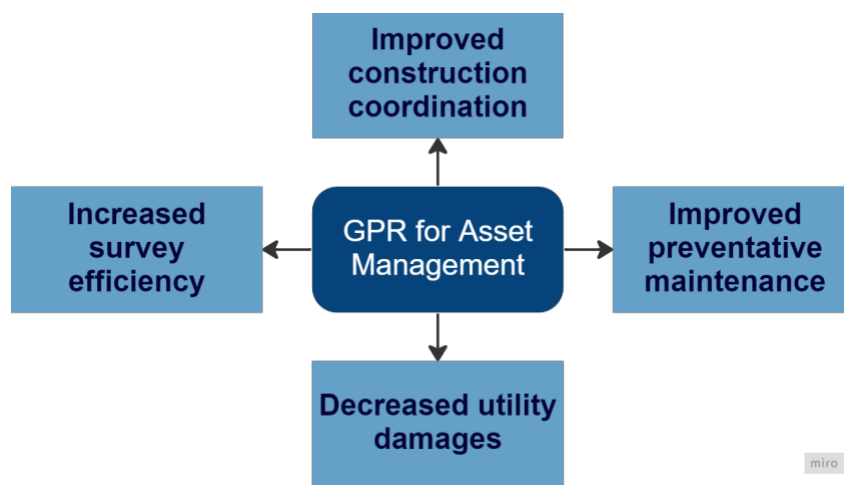 Improved
construction
coordination
Increased
survey
efficiency
GPR for Asset
Management
Improved
preventative
maintenance
Decreased utility
damages
miro